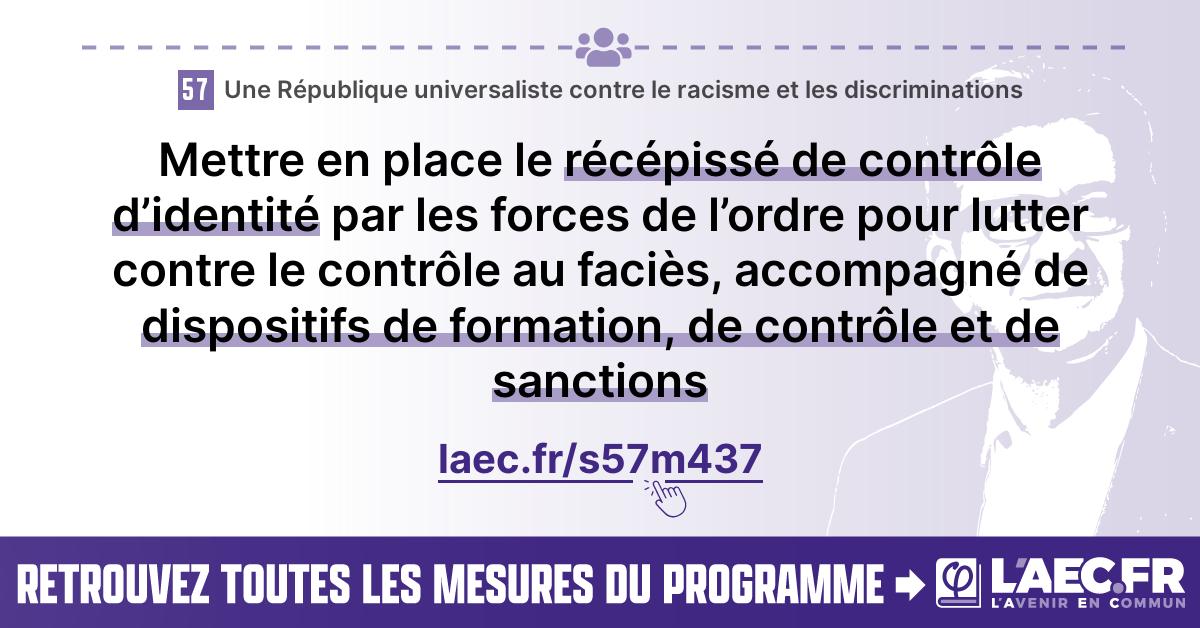 57 Une République universaliste contre le racisme et les discriminations
Mettre en place le récépissé de contrôle
d’identité par les forces de l’ordre pour lutter
contre le contrôle au faciès, accompagné de
dispositifs de formation, de contrôle et de
sanctions
laec.fr/s57m437
RETROUVEZ TOUTES LES MESURES DU PROGRAMME
φ L'AEC.FR
L'AVENIR EN COMMUN